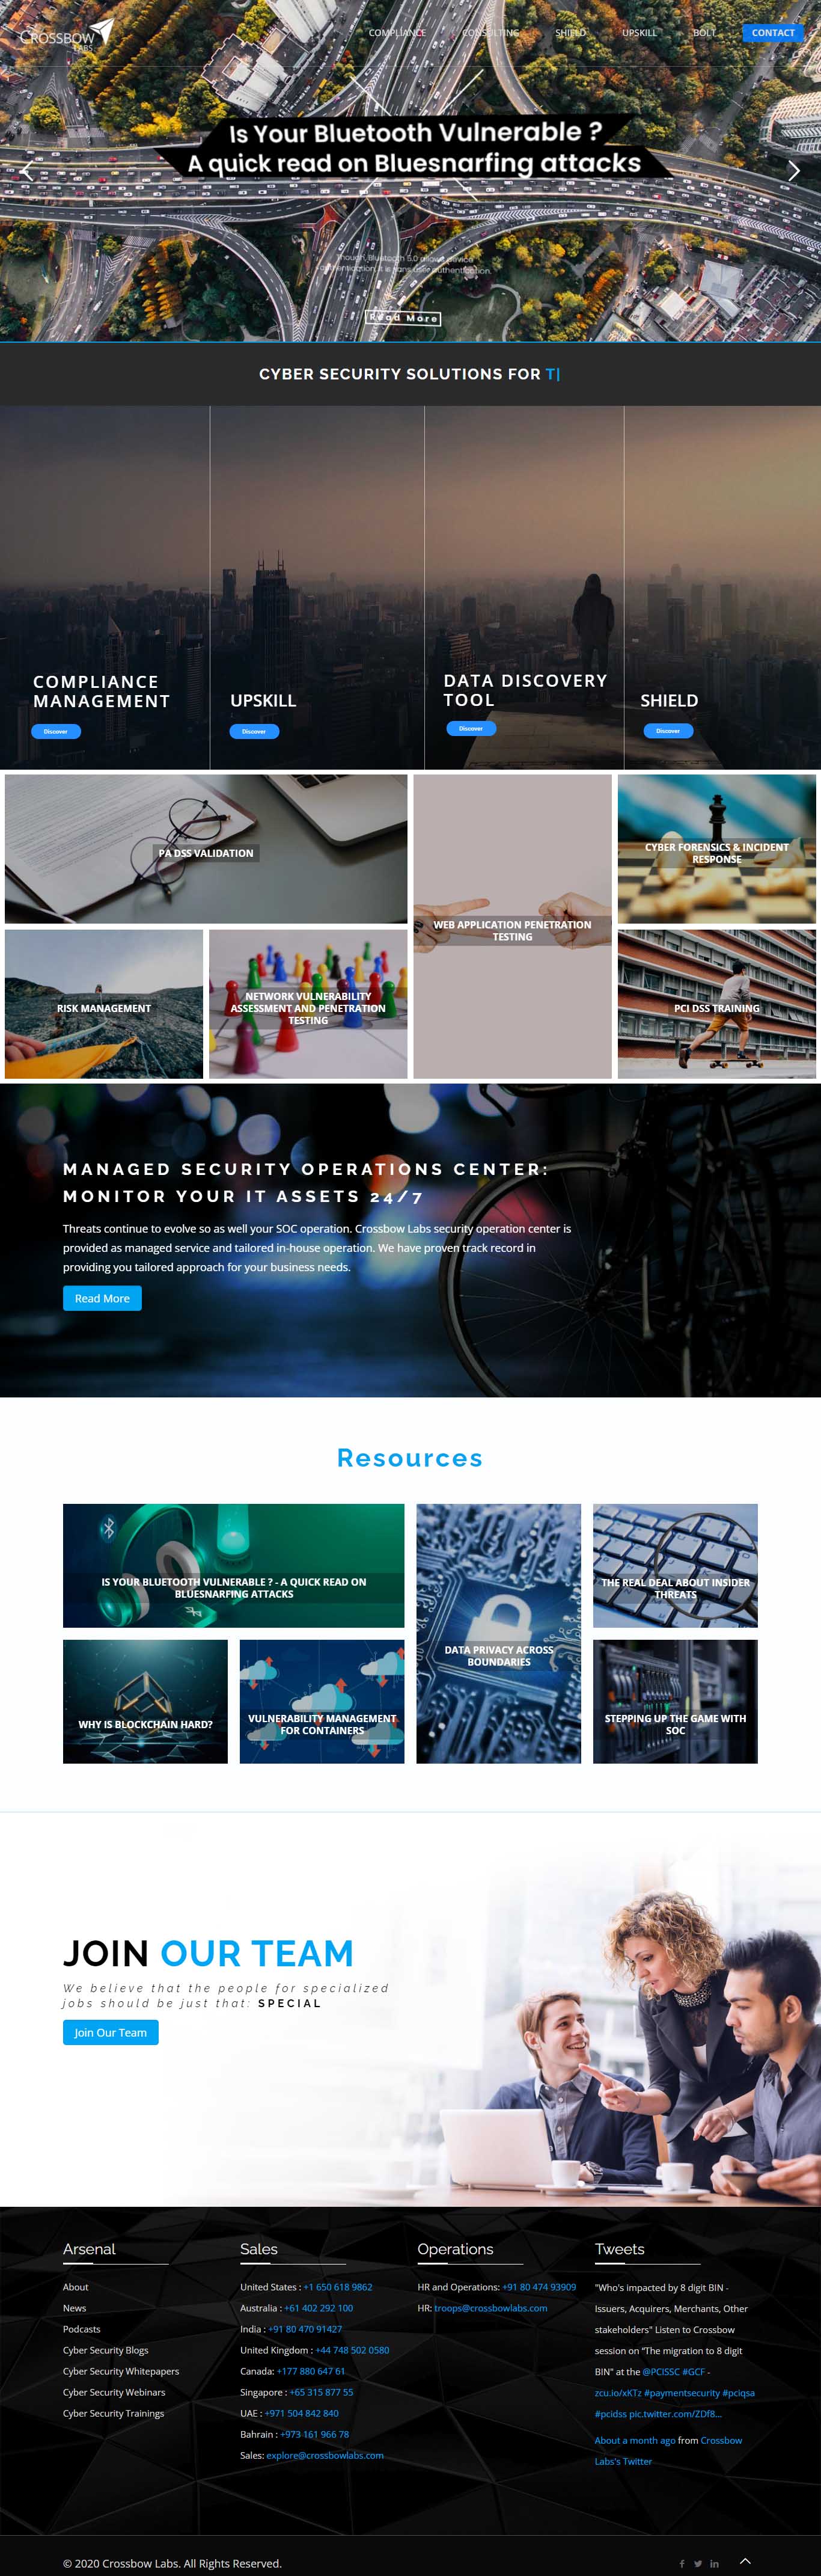 CROSSBOW
LABS
COMPLIANCE
CONSULTING
SHIELD
UPSKILL
BOLT
CONTACT
Is Your Bluetooth Vulnerable ?
A quick read on Bluesnarfing attacks
Though, Bluetooth 5.0 allows device
authentication, it is sans user authentication.
Read More
CYBER SECURITY SOLUTIONS FOR T|
COMPLIANCE
MANAGEMENT
Discover
UPSKILL
Discover
DATA DISCOVERY
TOOL
Discover
SHIELD
Discover
PA DSS VALIDATION
WEB APPLICATION PENETRATION
TESTING
CYBER FORENSICS & INCIDENT
RESPONSE
RISK MANAGEMENT
NETWORK VULNERABILITY
ASSESSMENT AND PENETRATION
TESTING
PCI DSS TRAINING
MANAGED SECURITY OPERATIONS CENTER:
MONITOR YOUR IT ASSETS 24/7
Threats continue to evolve so as well your SOC operation. Crossbow Labs security operation center is
provided as managed service and tailored in-house operation. We have proven track record in
providing you tailored approach for your business needs.
Read More
Resources
IS YOUR BLUETOOTH VULNERABLE ? - A QUICK READ ON
BLUESNARFING ATTACKS
DATA PRIVACY ACROSS
BOUNDARIES
THE REAL DEAL ABOUT INSIDER
THREATS
WHY IS BLOCKCHAIN HARD?
VULNERABILITY MANAGEMENT
FOR CONTAINERS
STEPPING UP THE GAME WITH
SOC
JOIN OUR TEAM
We believe that the people for specialized
jobs should be just that: SPECIAL
Join Our Team
Arsenal
About
News
Podcasts
Cyber Security Blogs
Cyber Security Whitepapers
Cyber Security Webinars
Cyber Security Trainings
Sales
United States : +1 650 618 9862
Australia : +61 402 292 100
India : +91 80 470 91427
United Kingdom : +44 748 502 0580
Canada: +177 880 647 61
Singapore : +65 315 877 55
UAE : +971 504 842 840
Bahrain : +973 161 966 78
Sales: explore@crossbowlabs.com
Operations
HR and Operations: +91 80 474 93909
HR: troops@crossbowlabs.com
Tweets
"Who's impacted by 8 digit BIN -
Issuers, Acquirers, Merchants, Other
stakeholders" Listen to Crossbow
session on "The migration to 8 digit
BIN" at the @PCISSC #GCF -
zcu.io/xKTz #paymentsecurity #pciqsa
#pcidss pic.twitter.com/ZDf8...
About a month ago from Crossbow
Labs's Twitter
© 2020 Crossbow Labs. All Rights Reserved.